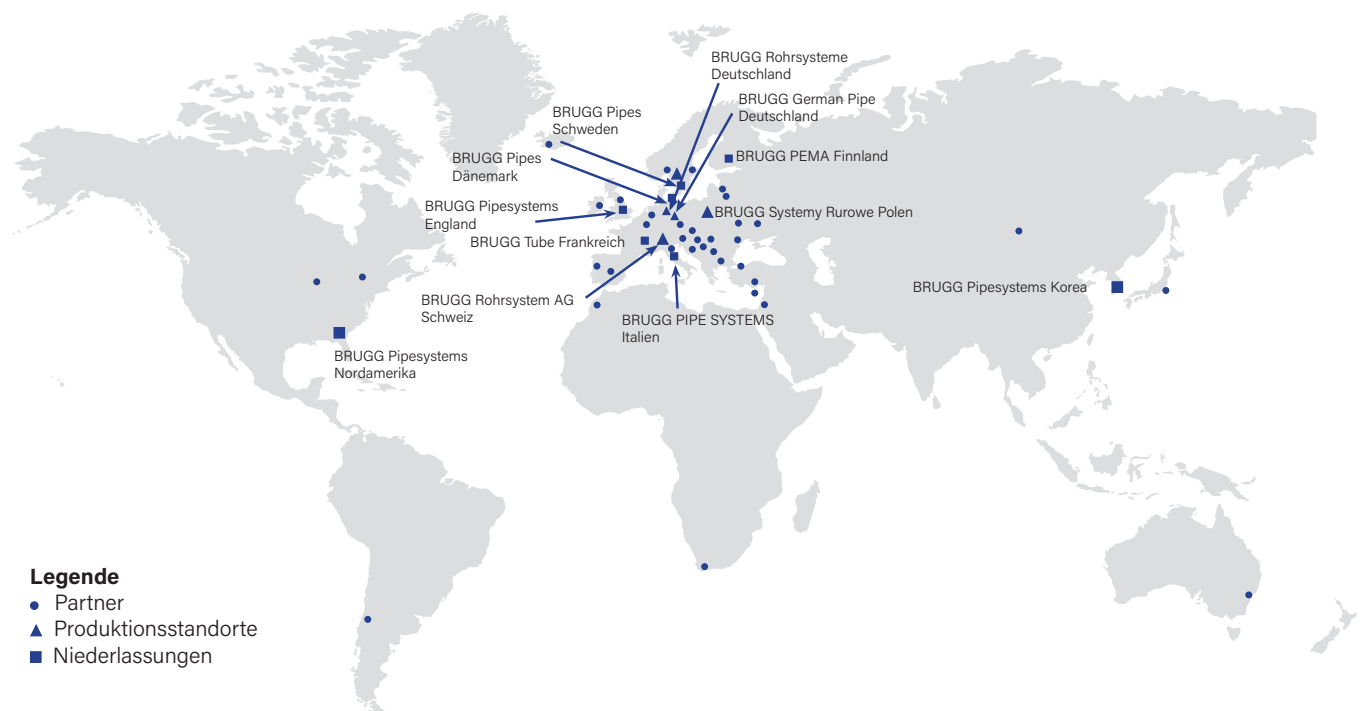 BRUGG Rohrsysteme
Deutschland
BRUGG German Pipe
Deutschland
BRUGG Pipes
Schweden
BRUGG Pipes
Dänemark
BRUGG PEMA Finnland
BRUGG Pipesystems
England
BRUGG Systemy Rurowe Polen
BRUGG Tube Frankreich
BRUGG Pipesystems Korea
BRUGG Rohrsystem AG
Schweiz
BRUGG PIPE SYSTEMS
Italien
BRUGG Pipesystems
Nordamerika
Legende
Partner
Produktionsstandorte
Niederlassungen